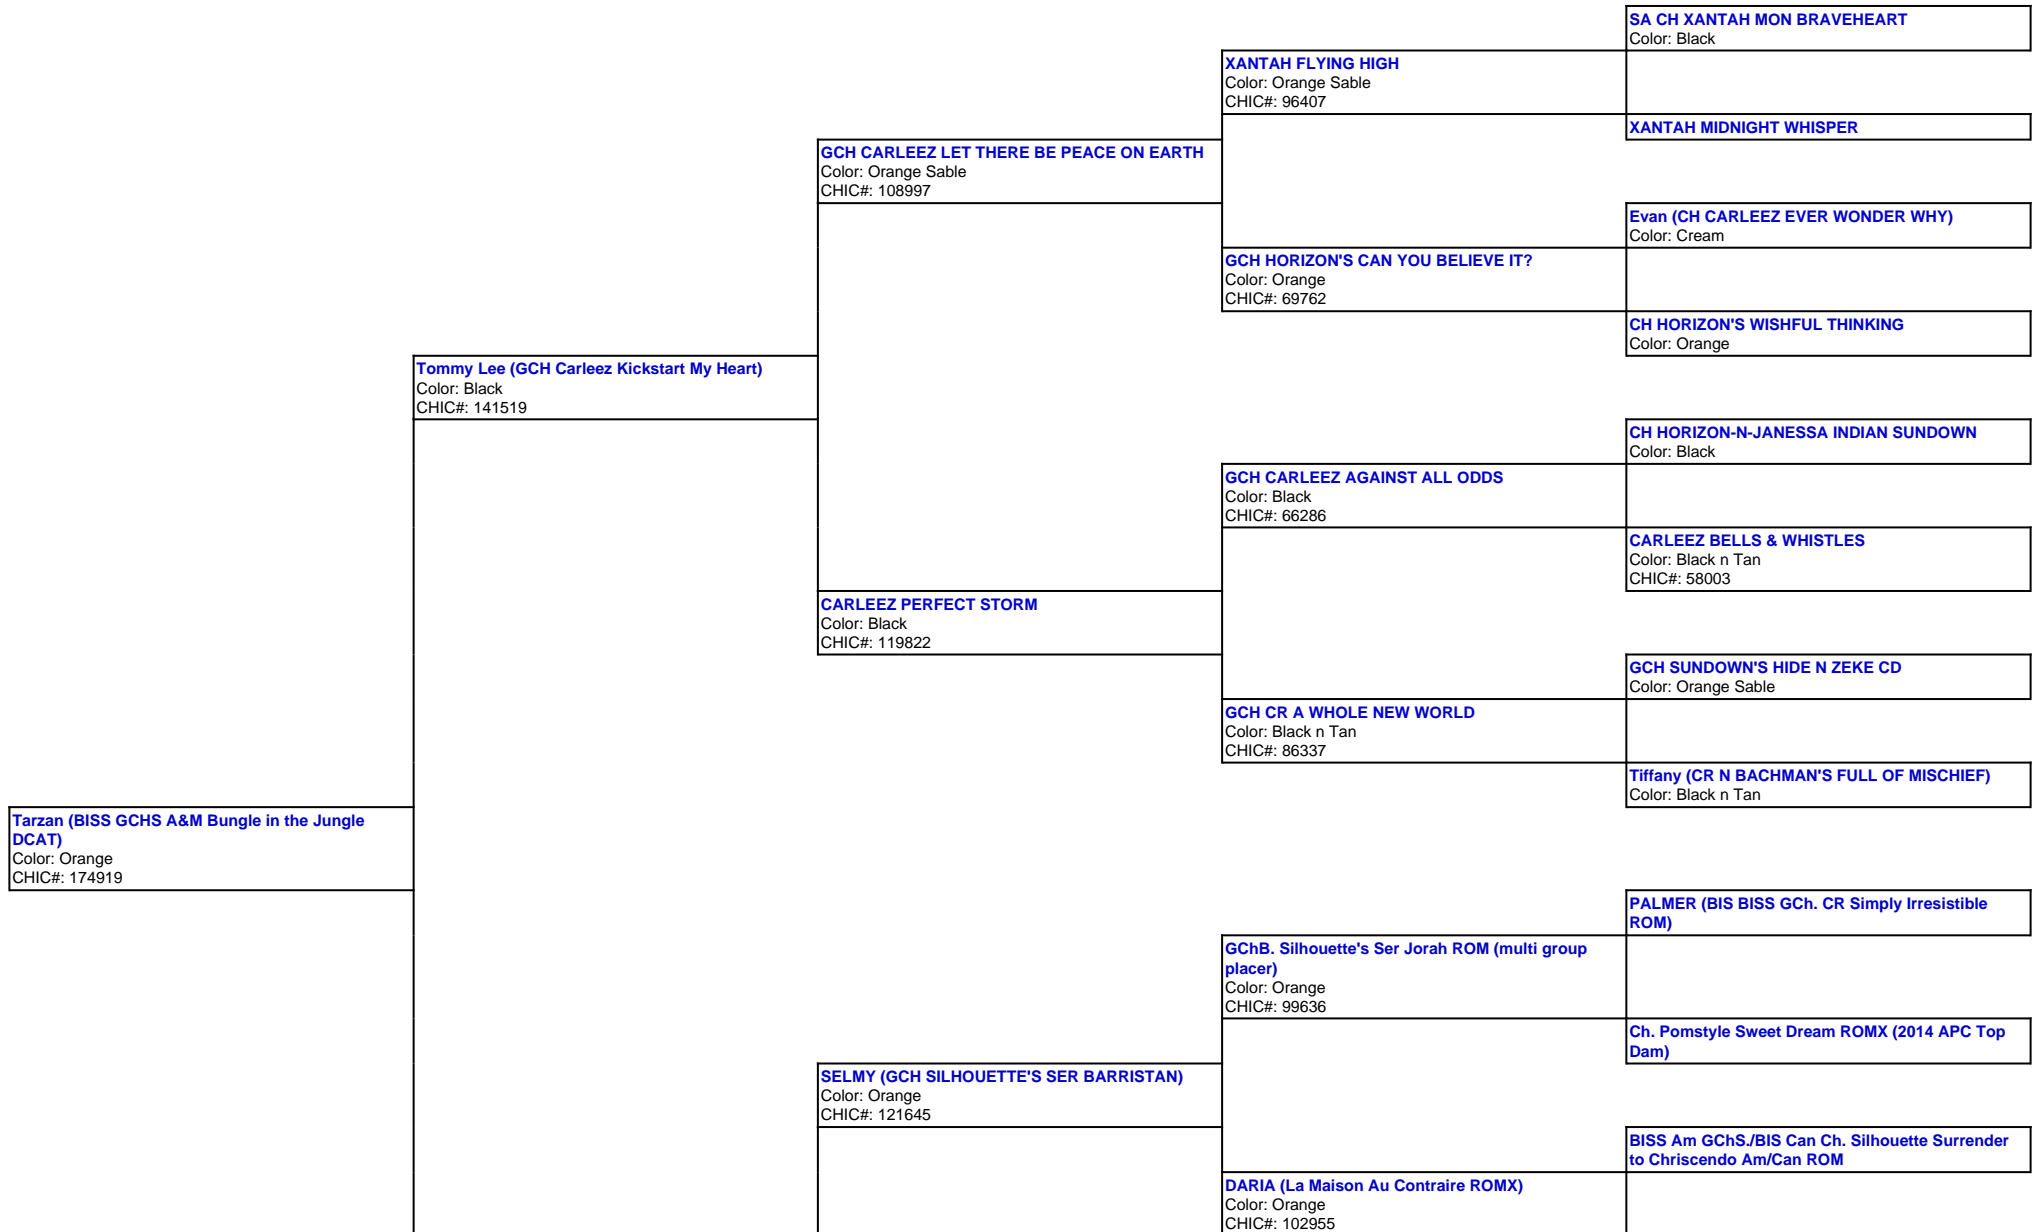 SA CH XANTAH MON BRAVEHEART
Color: Black
XANTAH FLYING HIGH
Color: Orange Sable
CHIC#: 96407
XANTAH MIDNIGHT WHISPER
GCH CARLEEZ LET THERE BE PEACE ON EARTH
Color: Orange Sable
CHIC#: 108997
Evan (CH CARLEEZ EVER WONDER WHY)
Color: Cream
GCH HORIZON'S CAN YOU BELIEVE IT?
Color: Orange
CHIC#: 69762
CH HORIZON'S WISHFUL THINKING
Color: Orange
Tommy Lee (GCH Carleez Kickstart My Heart)
Color: Black
CHIC#: 141519
CH HORIZON-N-JANESSA INDIAN SUNDOWN
Color: Black
GCH CARLEEZ AGAINST ALL ODDS
Color: Black
CHIC#: 66286
CARLEEZ BELLS & WHISTLES
Color: Black n Tan
CHIC#: 58003
CARLEEZ PERFECT STORM
Color: Black
CHIC#: 119822
GCH SUNDOWN'S HIDE N ZEKE CD
Color: Orange Sable
GCH CR A WHOLE NEW WORLD
Color: Black n Tan
CHIC#: 86337
Tiffany (CR N BACHMAN'S FULL OF MISCHIEF)
Color: Black n Tan
Tarzan (BISS GCHS A&M Bungle in the Jungle
DCAT)
Color: Orange
CHIC#: 174919
PALMER (BIS BISS GCh. CR Simply Irresistible
ROM)
GChB. Silhouette's Ser Jorah ROM (multi group
placer)
Color: Orange
CHIC#: 99636
Ch. Pomstyle Sweet Dream ROMX (2014 APC Top
Dam)
SELMY (GCH SILHOUETTE'S SER BARRISTAN)
Color: Orange
CHIC#: 121645
BISS Am GChS./BIS Can Ch. Silhouette Surrender
to Chriscendo Am/Can ROM
DARIA (La Maison Au Contraire ROMX)
Color: Orange
CHIC#: 102955